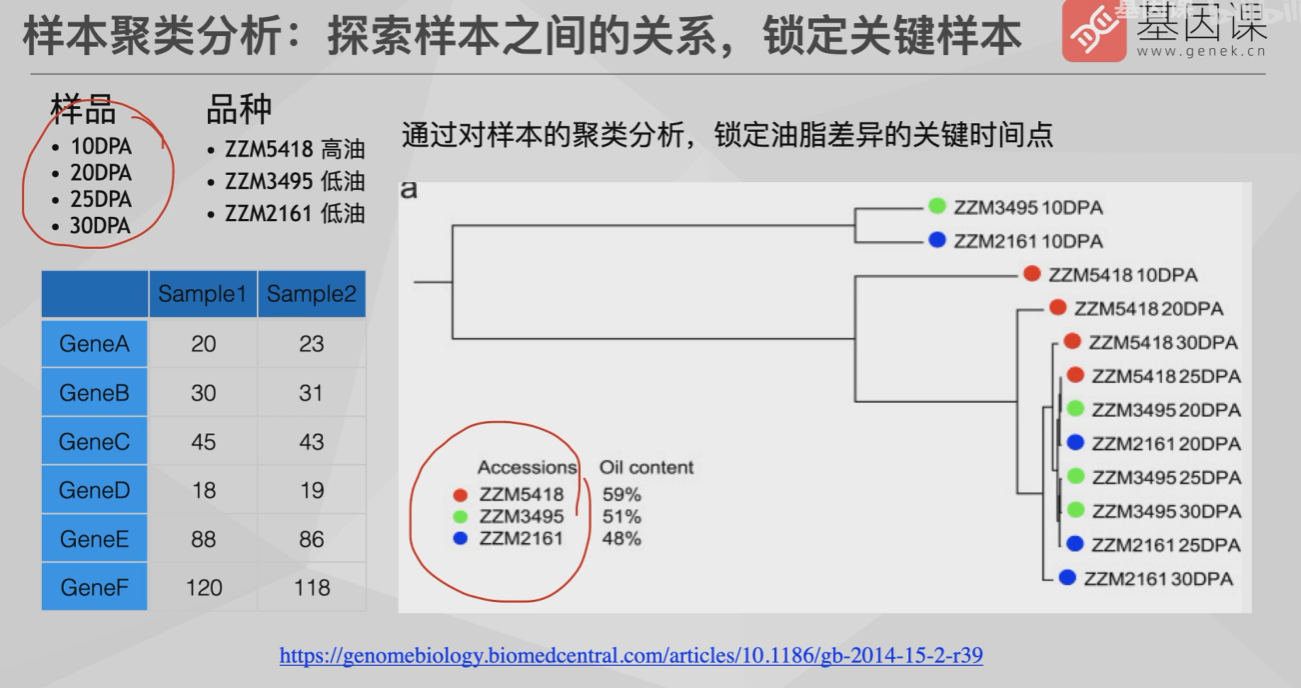 样本聚类分析：探索样本之间的关系，锁定关键样本
基因课
www.genek.cn
样品
• 10DPA
• 20DPA
• 25DPA
• 30DPA
品种
• ZZM5418 高油
• ZZM3495 低油
• ZZM2161 低油
通过对样本的聚类分析，锁定油脂差异的关键时间点
Sample1 Sample2
GeneA 20 23
GeneB 30 31
GeneC 45 43
GeneD 18 19
GeneE 88 86
GeneF 120 118
a
ZZM3495 10DPA
ZZM2161 10DPA
ZZM5418 10DPA
ZZM5418 20DPA
ZZM5418 30DPA
ZZM5418 25DPA
ZZM3495 20DPA
ZZM2161 20DPA
ZZM3495 25DPA
ZZM3495 30DPA
ZZM2161 25DPA
ZZM2161 30DPA
Accessions Oil content
ZZM5418 59%
ZZM3495 51%
ZZM2161 48%
https://genomebiology.biomedcentral.com/articles/10.1186/gb-2014-15-2-r39